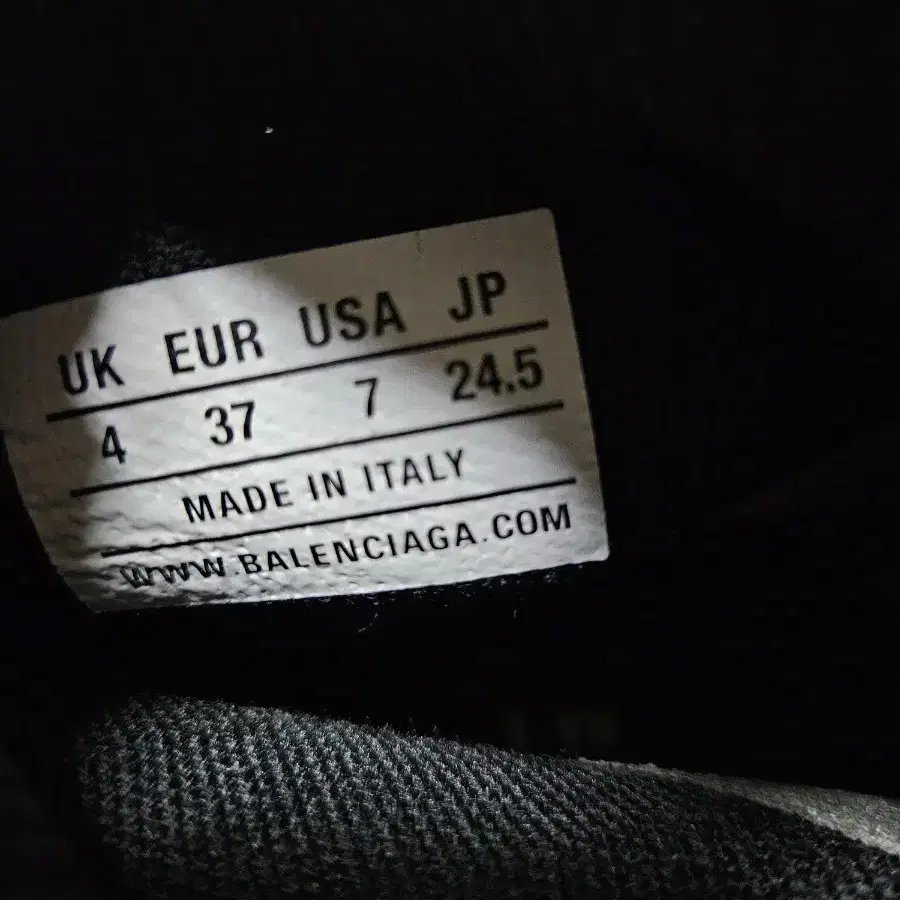 UK EUR USA JP
4 37 7 24.5
MADE IN ITALY
WWW.BALENCIAGA.COM